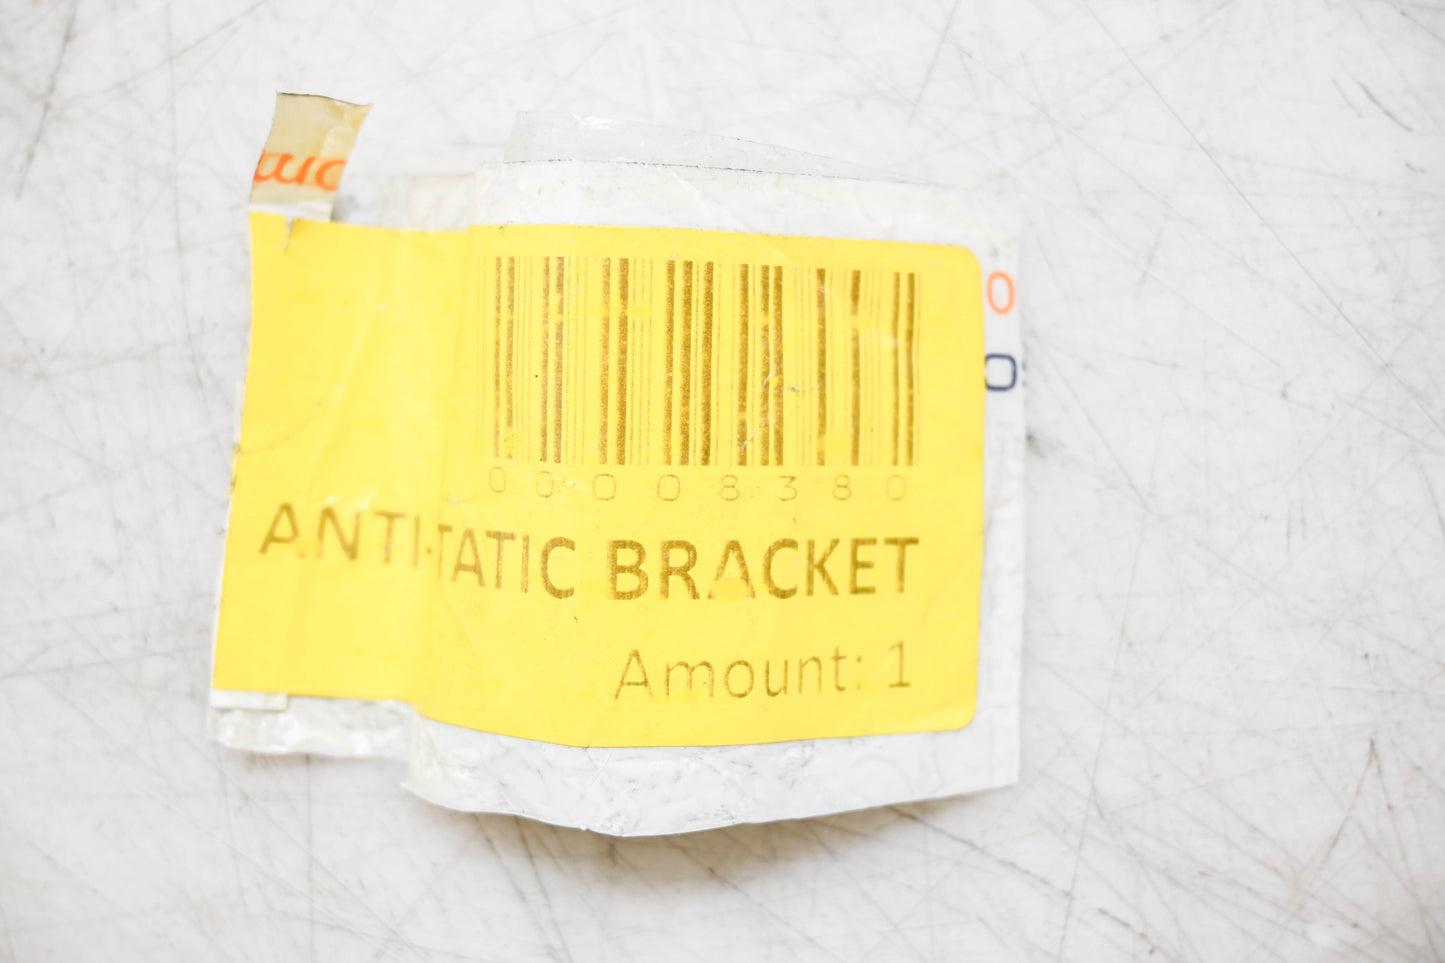 00008380
ANTI-TATIC BRACKET
Amount: 1